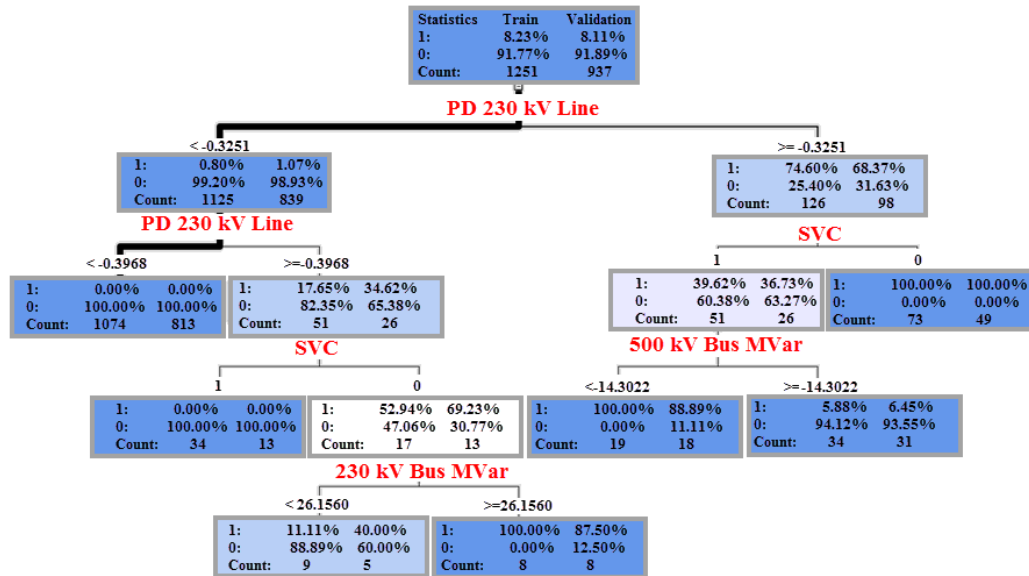 Statistics Train Validation
1: 8.23% 8.11%
0: 91.77% 91.89%
Count: 1251 937
PD 230 kV Line
< -0.3251
>= -0.3251
1: 0.80% 1.07%
0: 99.20% 98.93%
Count: 1125 839
1: 74.60% 68.37%
0: 25.40% 31.63%
Count: 126 98
PD 230 kV Line
SVC
< -0.3968
>=-0.3968
1
0
1: 0.00% 0.00%
0: 100.00% 100.00%
Count: 1074 813
1: 17.65% 34.62%
0: 82.35% 65.38%
Count: 51 26
1: 39.62% 36.73%
0: 60.38% 63.27%
Count: 51 26
1: 100.00% 100.00%
0: 0.00% 0.00%
Count: 73 49
SVC
500 kV Bus MVar
1
0
<-14.3022
>=-14.3022
1: 0.00% 0.00%
0: 100.00% 100.00%
Count: 34 13
1: 52.94% 69.23%
0: 47.06% 30.77%
Count: 17 13
1: 100.00% 88.89%
0: 0.00% 11.11%
Count: 19 18
1: 5.88% 6.45%
0: 94.12% 93.55%
Count: 34 31
230 kV Bus MVar
< 26.1560
>=26.1560
1: 11.11% 40.00%
0: 88.89% 60.00%
Count: 9 5
1: 100.00% 87.50%
0: 0.00% 12.50%
Count: 8 8